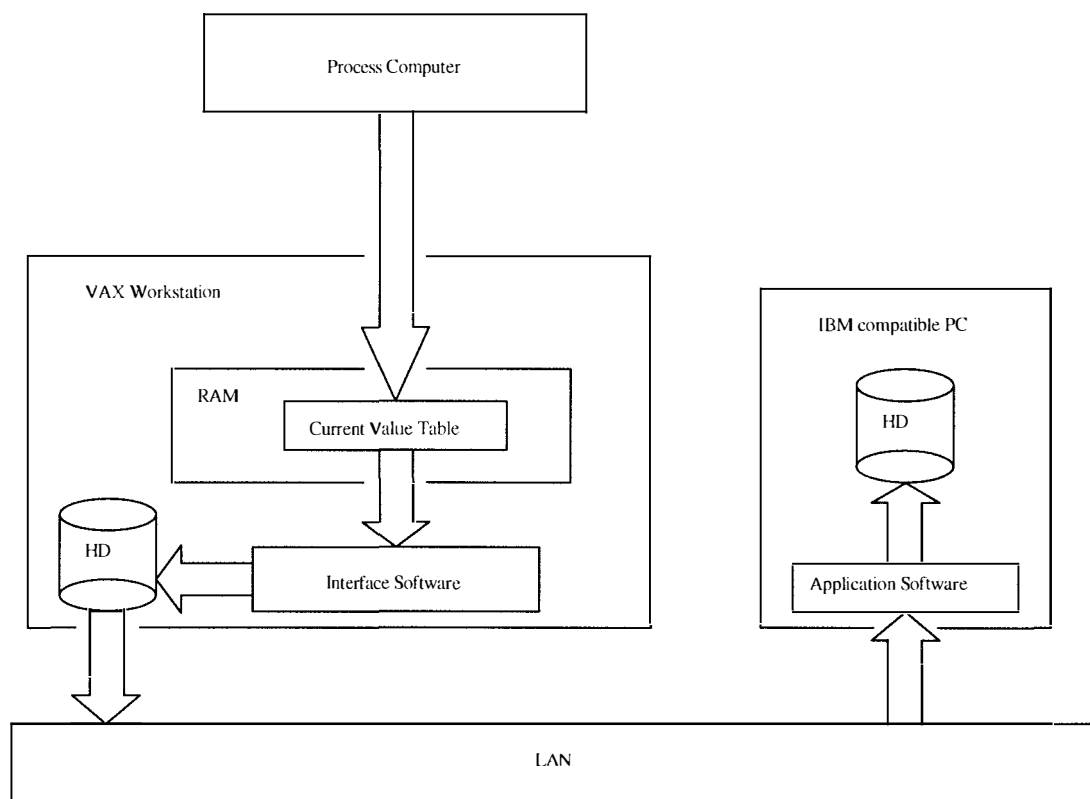 Process Computer
VAX Workstation
IBM compatible PC
RAM
HD
Current Value Table
HD
Interface Software
Application Software
LAN